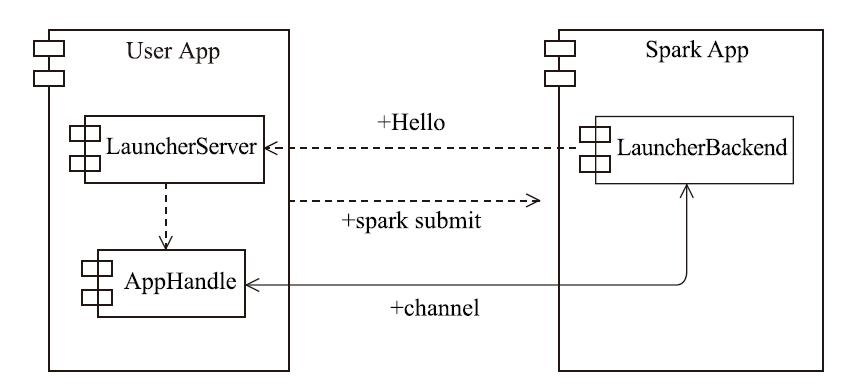 User App
Spark App
+Hello
LauncherServer
LauncherBackend
+spark submit
AppHandle
+channel